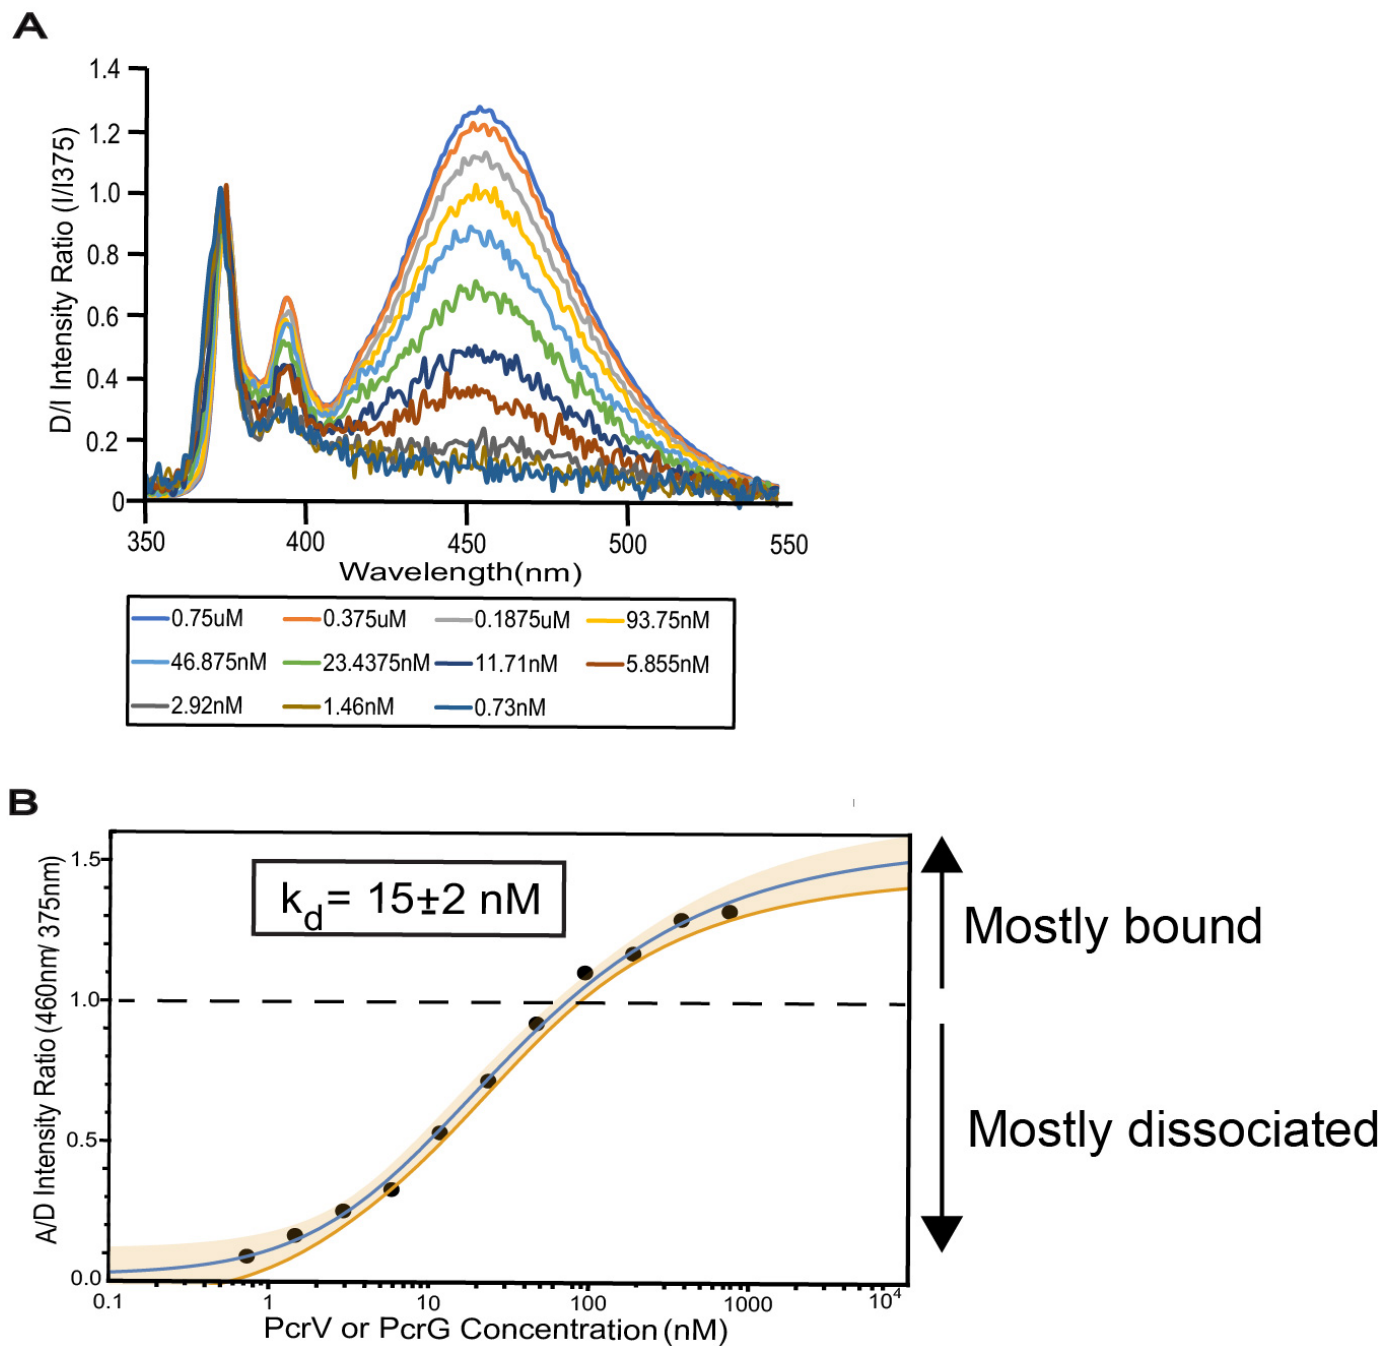 A
D/I Intensity Ratio (I/I375)
1.4
1.2
1.0
0.8
0.6
0.4
0.2
0
350 400 450 500 550
Wavelength(nm)
0.75uM 0.375uM 0.1875uM 93.75nM
46.875nM 23.4375nM 11.71nM 5.855nM
2.92nM 1.46nM 0.73nM
B
A/D Intensity Ratio (460nm/ 375nm)
1.5
1.0
0.5
0.0
kd= 15±2 nM
Mostly bound
Mostly dissociated
0.1 1 10 100 1000 10^4
PcrV or PcrG Concentration (nM)